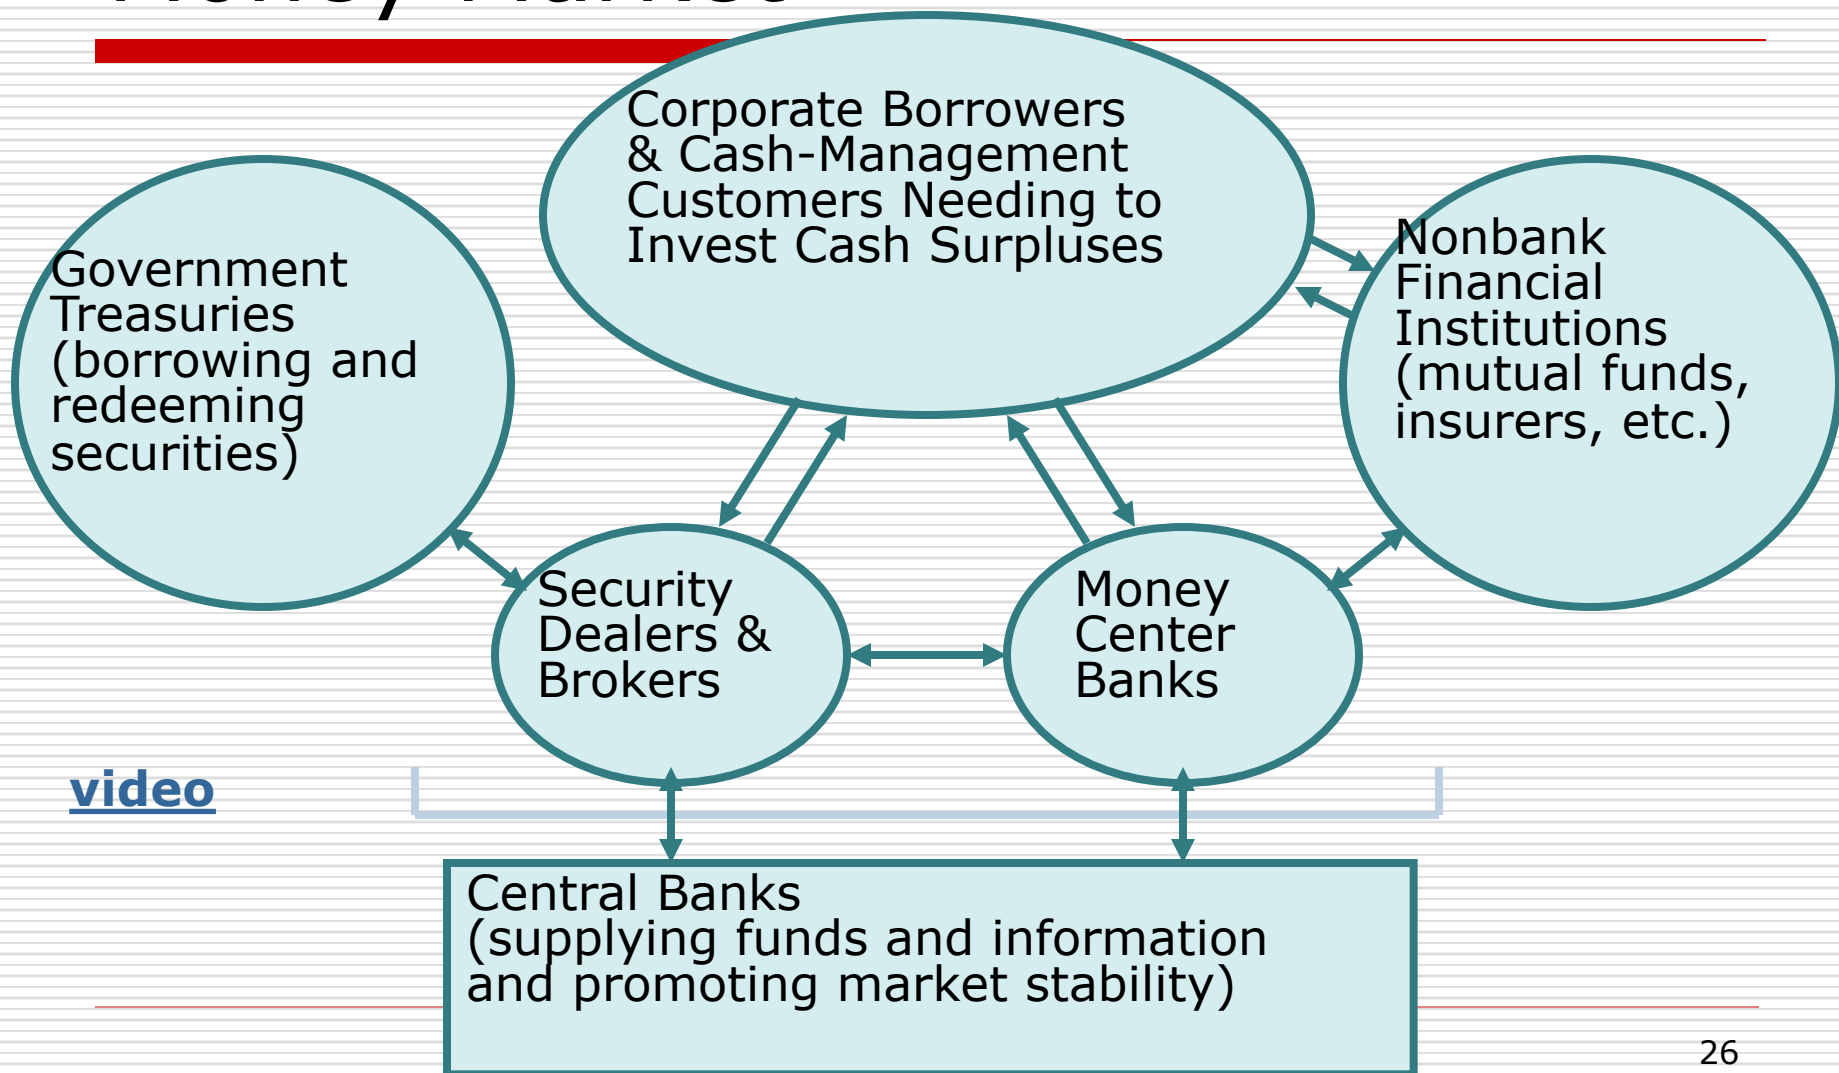 Money Market
Corporate Borrowers
& Cash-Management
Customers Needing to
Invest Cash Surpluses
Government
Treasuries
(borrowing and
redeeming
securities)
Nonbank
Financial
Institutions
(mutual funds,
insurers, etc.)
Security
Dealers &
Brokers
Money
Center
Banks
video
Central Banks
(supplying funds and information
and promoting market stability)
26